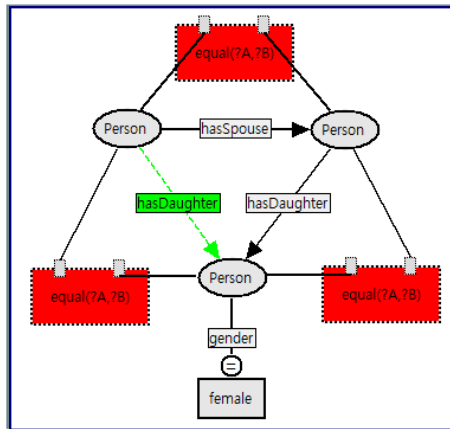 equal(?A,?B)
Person
hasSpouse
Person
hasDaughter
hasDaughter
Person
equal(?A,?B)
equal(?A,?B)
gender
=
female